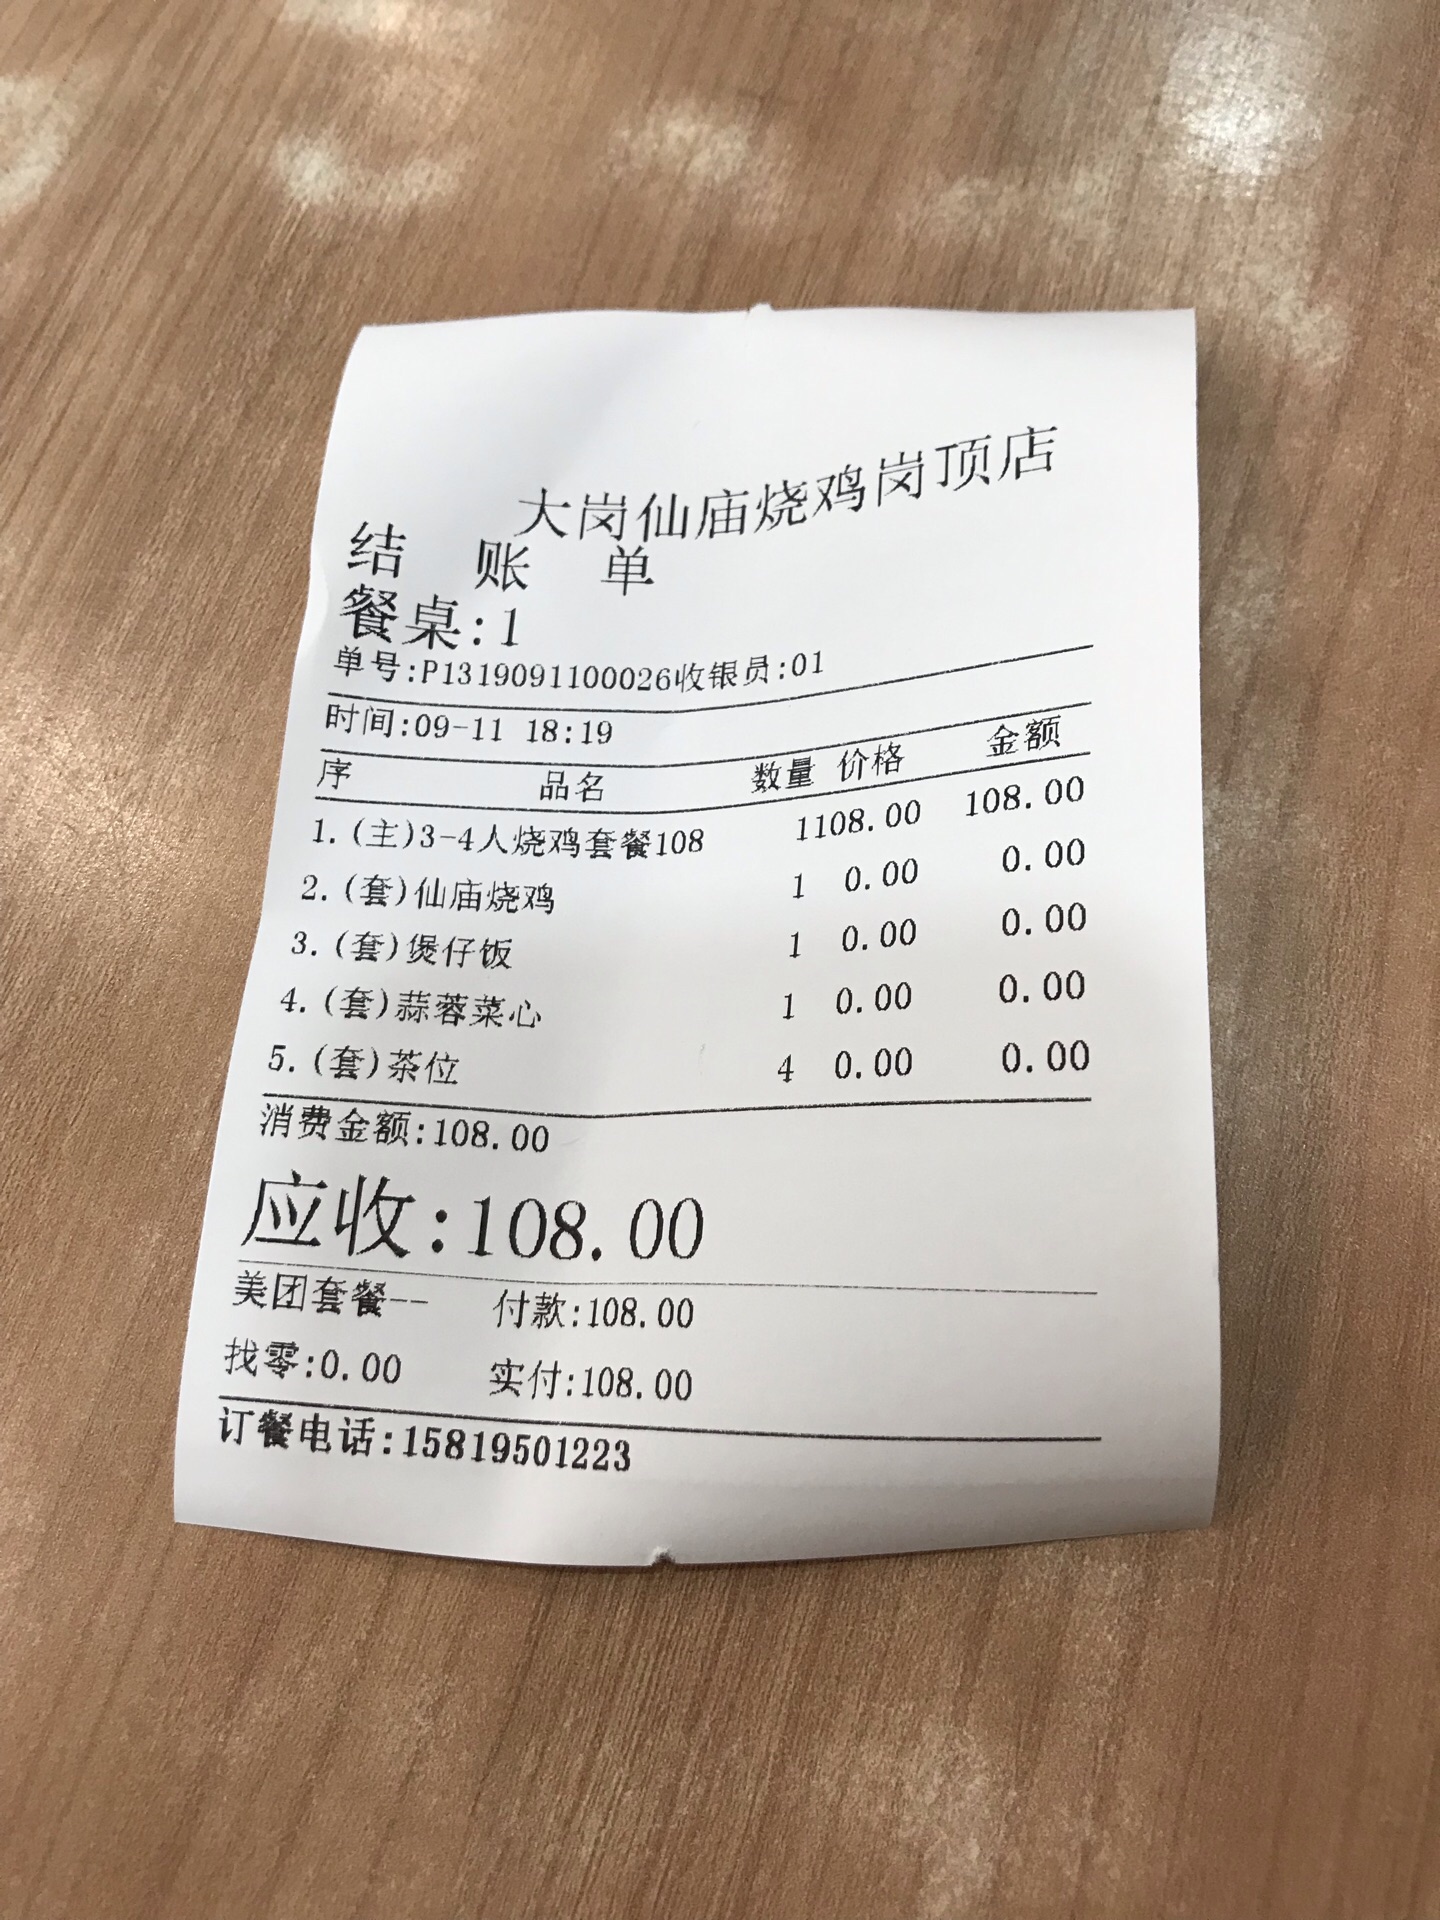 大岗仙庙烧鸡岗顶店
结 账 单
餐桌:1
单号:P1319091100026收银员:01
时间:09-11 18:19
序 品名 数量 价格 金额
1.(主)3-4人烧鸡套餐108 1108.00 108.00
2.(套)仙庙烧鸡 1 0.00 0.00
3.(套)煲仔饭 1 0.00 0.00
4.(套)蒜蓉菜心 1 0.00 0.00
5.(套)茶位 4 0.00 0.00
消费金额:108.00
应收:108.00
美团套餐-- 付款:108.00
找零:0.00 实付:108.00
订餐电话:15819501223